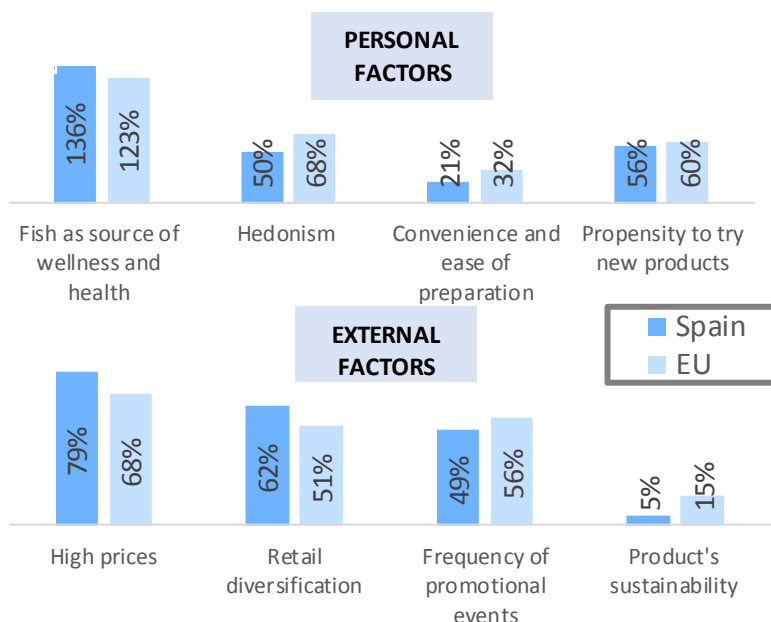 PERSONAL
FACTORS
136%
123%
50%
68%
21%
32%
56%
60%
Fish as source of
wellness and
health
Hedonism
Convenience and
ease of
preparation
Propensity to try
new products
EXTERNAL
FACTORS
Spain
EU
79%
68%
62%
51%
49%
56%
5%
15%
High prices
Retail
diversification
Frequency of
promotional
events
Product's
sustainability